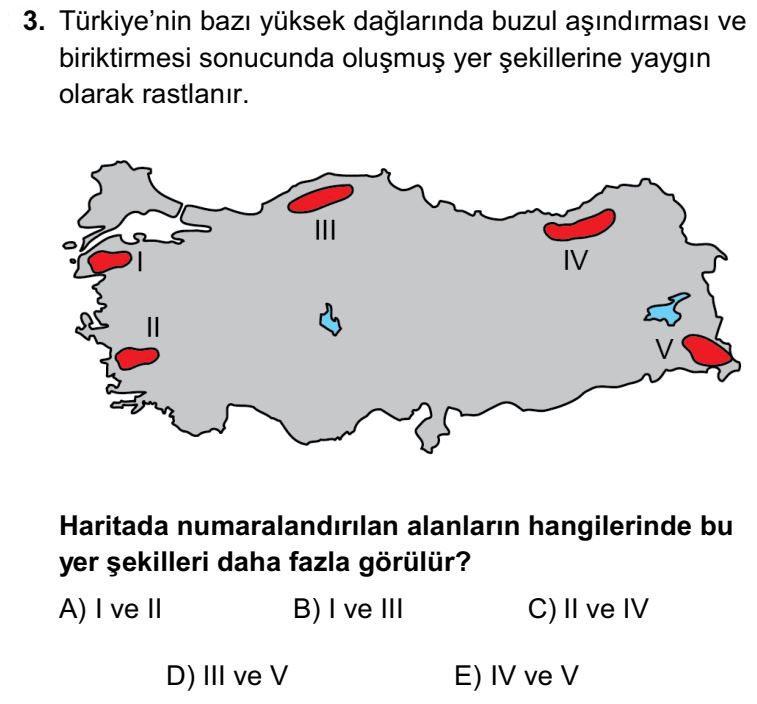 3. Türkiye’nin bazı yüksek dağlarında buzul aşındırması ve
biriktirmesi sonucunda oluşmuş yer şekillerine yaygın
olarak rastlanır.
III
I
IV
II
V
Haritada numaralandırılan alanların hangilerinde bu
yer şekilleri daha fazla görülür?
A) I ve II B) I ve III C) II ve IV
D) III ve V E) IV ve V